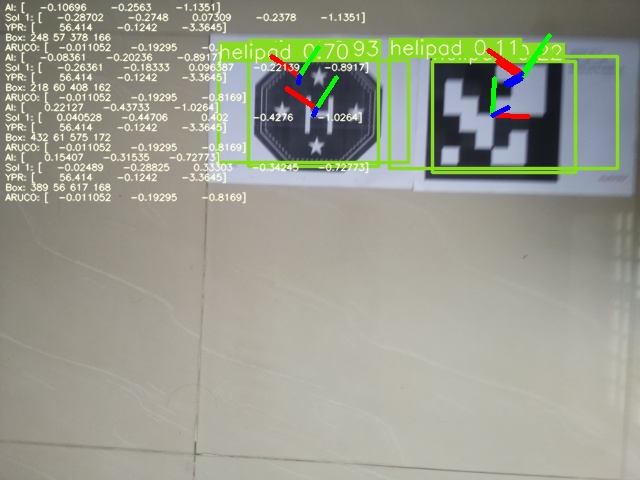 AI: [ −0.10696 −0.2563 −1.1351]
Sol 1: [ −0.28702 −0.2748 0.07309 −0.2378 −1.1351]
YPR: [ 56.414 −0.1242 −3.3645]
Box: 248 57 378 166
ARUCO: [ −0.011052 −0.19295
AI: [ −0.08361 −0.20236 −0.8917]
Sol 1: [ −0.26361 −0.18333 0.096387 −0.22139 −0.8917]
YPR: [ 56.414 −0.1242 −3.3645]
Box: 218 60 408 162
ARUCO: [ −0.011052 −0.19295 −0.8169]
AI: [ 0.22127 −0.43733 −1.0264]
Sol 1: [ 0.040528 −0.44706 0.402 −0.4276 −1.0264]
YPR: [ 56.414 −0.1242 −3.3645]
Box: 432 61 575 172
ARUCO: [ −0.011052 −0.19295 −0.8169]
AI: [ 0.15407 −0.31535 −0.72773]
Sol 1: [ −0.02489 −0.28825 0.33303 −0.34245 −0.72773]
YPR: [ 56.414 −0.1242 −3.3645]
Box: 389 56 617 168
ARUCO: [ −0.011052 −0.19295 −0.8169]
helipad 0.70 93 helipad 0.11 0.22
H